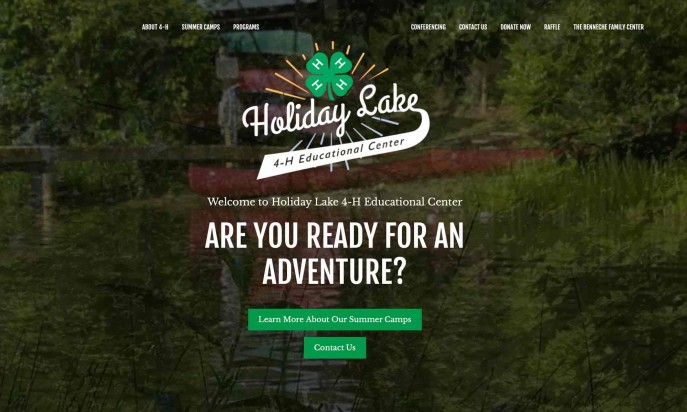 ABOUT 4-H SUMMER CAMPS PROGRAMS CONFERENCING CONTACT US DONATE NOW RAFFLE THE BENNECHE FAMILY CENTER
H H
H H
Holiday Lake
4-H Educational Center
Welcome to Holiday Lake 4-H Educational Center
ARE YOU READY FOR AN
ADVENTURE?
Learn More About Our Summer Camps
Contact Us